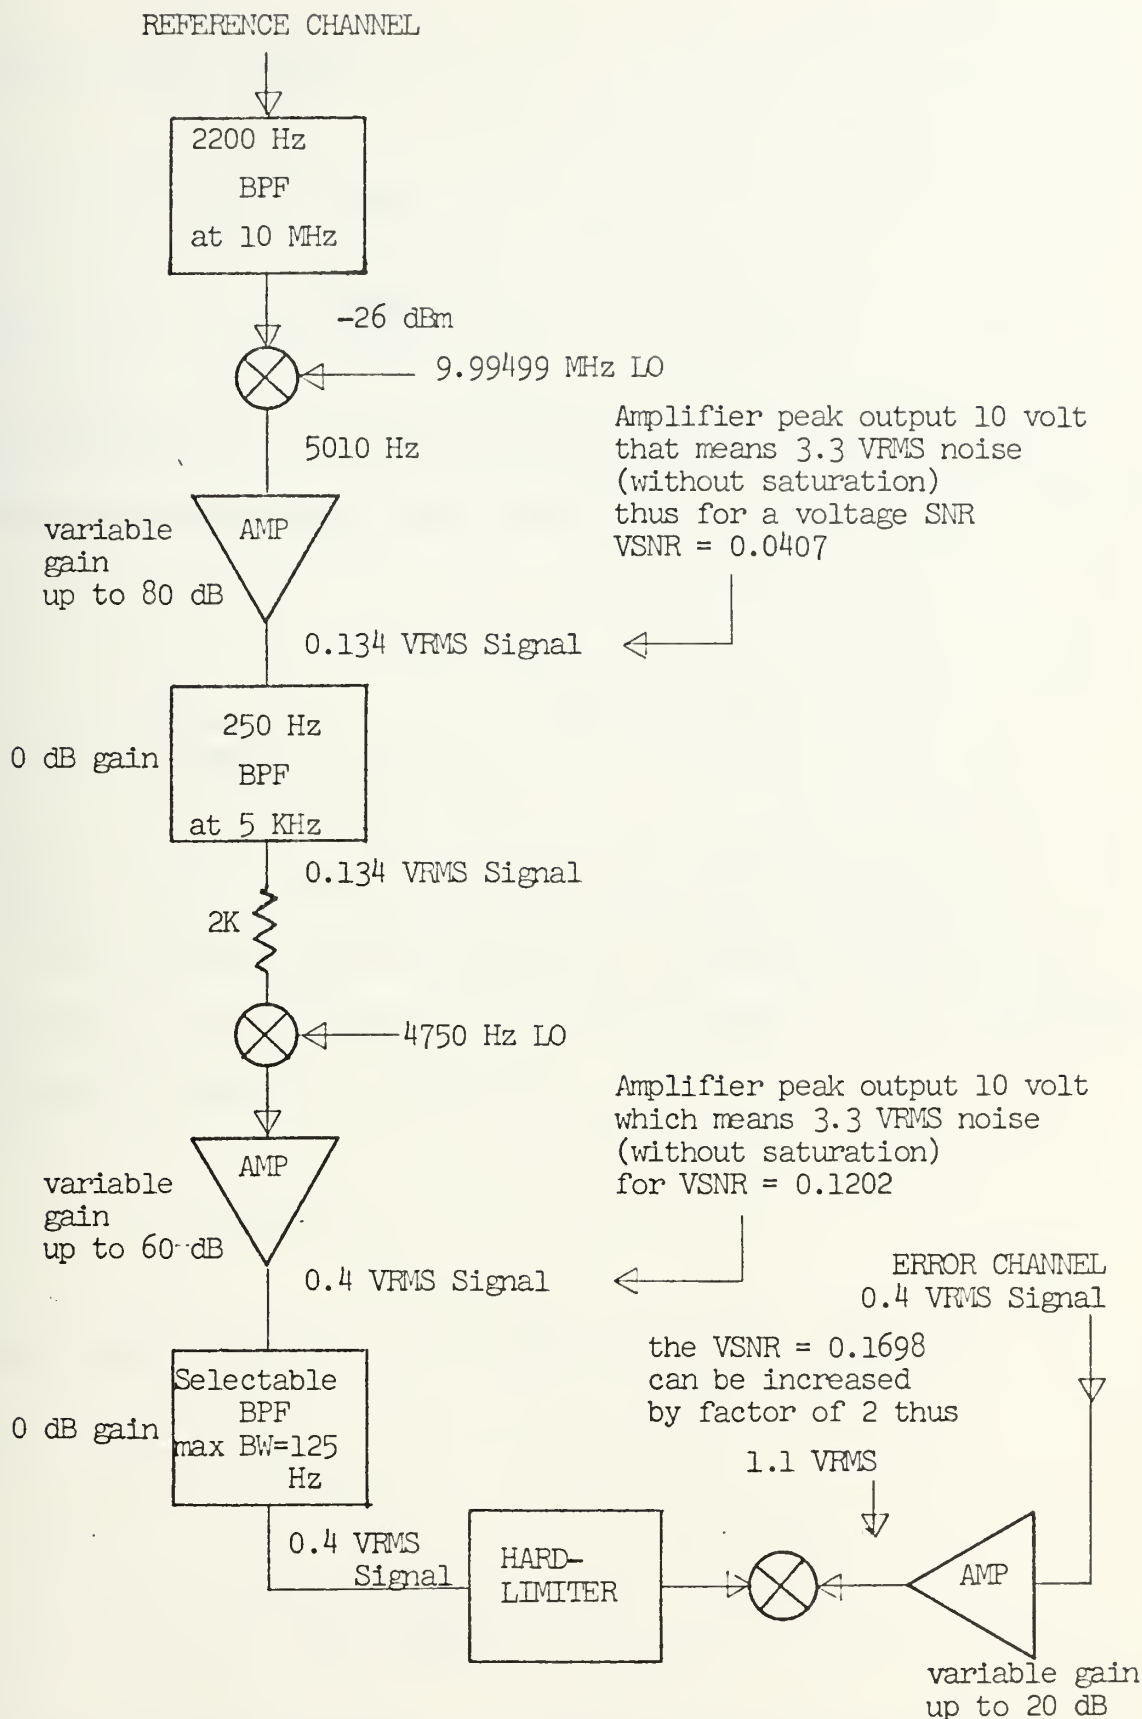 REFERENCE CHANNEL
2200 Hz
BPF
at 10 MHz
-26 dBm
9.99499 MHz LO
5010 Hz
Amplifier peak output 10 volt
that means 3.3 VRMS noise
(without saturation)
thus for a voltage SNR
VSNR = 0.0407
variable
gain
up to 80 dB
AMP
0.134 VRMS Signal
0 dB gain
250 Hz
BPF
at 5 KHz
0.134 VRMS Signal
2K
4750 Hz LO
Amplifier peak output 10 volt
which means 3.3 VRMS noise
(without saturation)
for VSNR = 0.1202
variable
gain
up to 60 dB
AMP
0.4 VRMS Signal
ERROR CHANNEL
0.4 VRMS Signal
the VSNR = 0.1698
can be increased
by factor of 2 thus
1.1 VRMS
0 dB gain
Selectable
BPF
max BW=125
Hz
0.4 VRMS
Signal
HARD-
LIMITER
AMP
variable gain
up to 20 dB